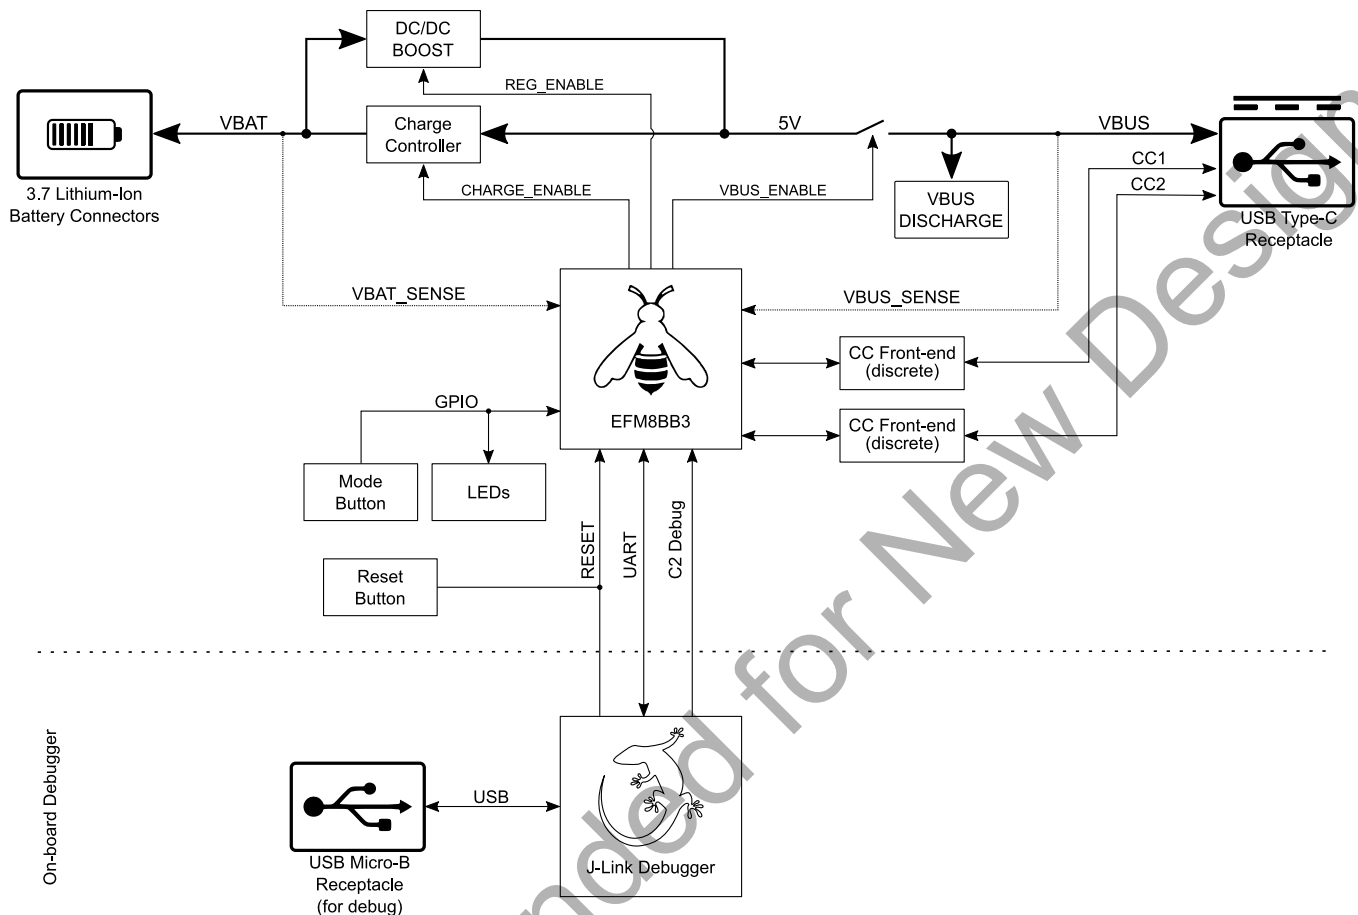 DC/DC
BOOST
REG_ENABLE
VBAT
Charge
Controller
5V
VBUS
CC1
CC2
3.7 Lithium-Ion
Battery Connectors
CHARGE_ENABLE
VBUS_ENABLE
VBUS
DISCHARGE
USB Type-C
Receptacle
VBAT_SENSE
VBUS_SENSE
CC Front-end
(discrete)
GPIO
EFM8BB3
CC Front-end
(discrete)
Mode
Button
LEDs
RESET
UART
C2 Debug
Reset
Button
On-board Debugger
USB
J-Link Debugger
USB Micro-B
Receptacle
(for debug)
for New Design